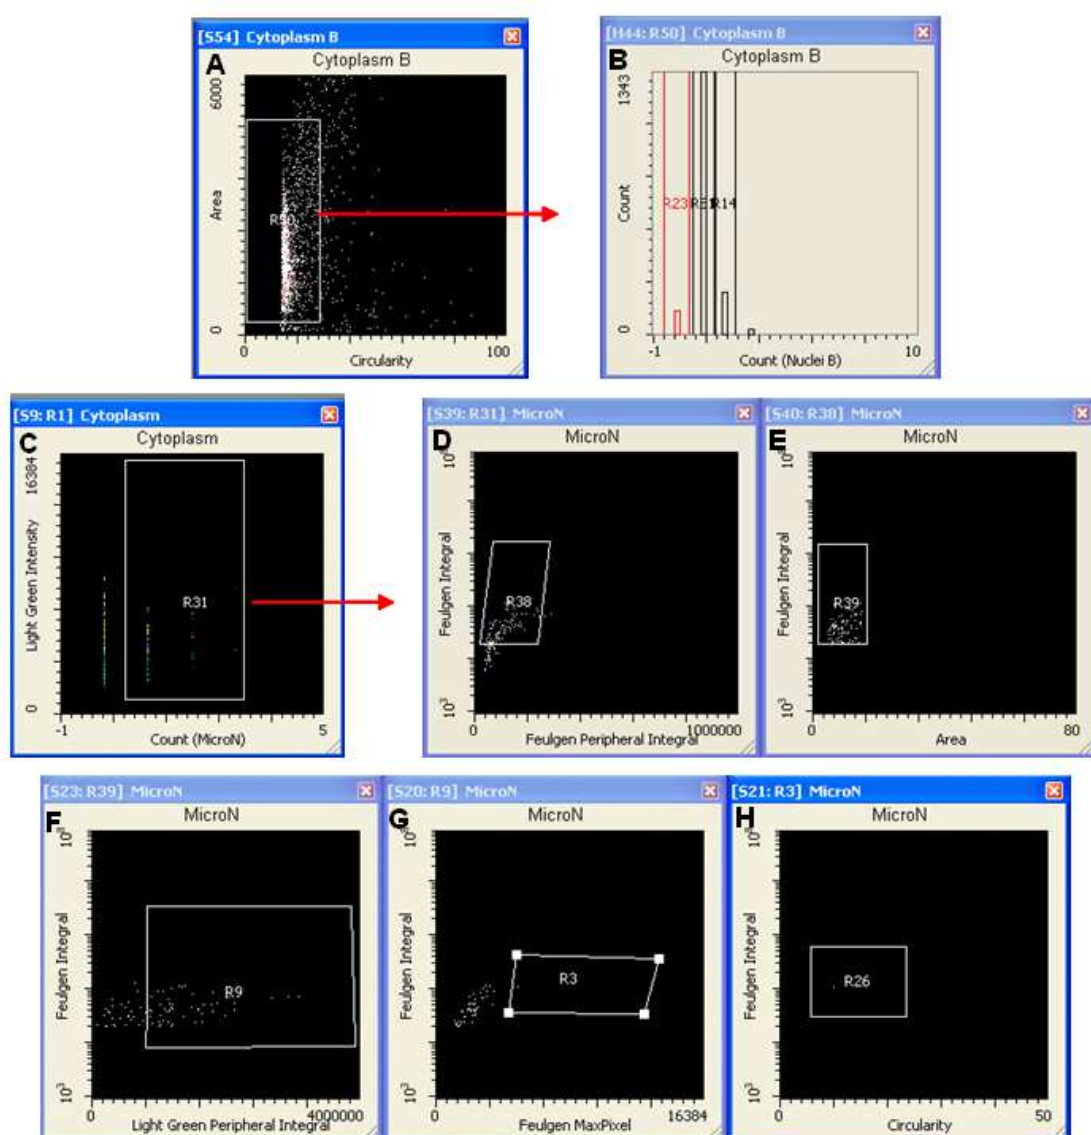 [S54] Cytoplasm B
A
Cytoplasm B
6000
Area
0
R50
0
100
Circularity
[H44: R50] Cytoplasm B
B
Cytoplasm B
1343
Count
0
R23
R14
-1
10
Count (Nuclei B)
[S9: R1] Cytoplasm
C
Cytoplasm
16384
Light Green Intensity
0
R31
-1
5
Count (MicroN)
[S39: R31] MicroN
D
MicroN
Feulgen Integral
10³
R38
0
1000000
Feulgen Peripheral Integral
[S40: R38] MicroN
E
MicroN
Feulgen Integral
10³
R39
0
80
Area
[S23: R39] MicroN
F
MicroN
10⁸
Feulgen Integral
10³
R9
0
4000000
Light Green Peripheral Integral
[S20: R9] MicroN
G
MicroN
10⁸
Feulgen Integral
10³
R3
0
16384
Feulgen MaxPixel
[S21: R3] MicroN
H
MicroN
10⁸
Feulgen Integral
10³
R26
0
50
Circularity